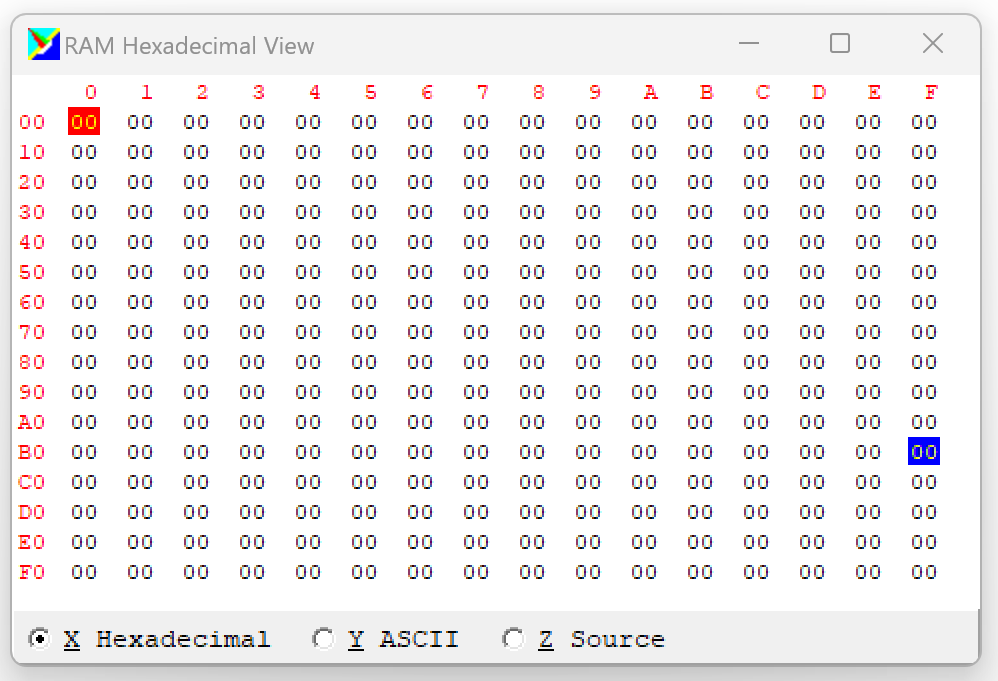 RAM Hexadecimal View
0 1 2 3 4 5 6 7 8 9 A B C D E F
00 00 00 00 00 00 00 00 00 00 00 00 00 00 00 00 00
10 00 00 00 00 00 00 00 00 00 00 00 00 00 00 00 00
20 00 00 00 00 00 00 00 00 00 00 00 00 00 00 00 00
30 00 00 00 00 00 00 00 00 00 00 00 00 00 00 00 00
40 00 00 00 00 00 00 00 00 00 00 00 00 00 00 00 00
50 00 00 00 00 00 00 00 00 00 00 00 00 00 00 00 00
60 00 00 00 00 00 00 00 00 00 00 00 00 00 00 00 00
70 00 00 00 00 00 00 00 00 00 00 00 00 00 00 00 00
80 00 00 00 00 00 00 00 00 00 00 00 00 00 00 00 00
90 00 00 00 00 00 00 00 00 00 00 00 00 00 00 00 00
A0 00 00 00 00 00 00 00 00 00 00 00 00 00 00 00 00
B0 00 00 00 00 00 00 00 00 00 00 00 00 00 00 00 00
C0 00 00 00 00 00 00 00 00 00 00 00 00 00 00 00 00
D0 00 00 00 00 00 00 00 00 00 00 00 00 00 00 00 00
E0 00 00 00 00 00 00 00 00 00 00 00 00 00 00 00 00
F0 00 00 00 00 00 00 00 00 00 00 00 00 00 00 00 00
X Hexadecimal Y ASCII Z Source